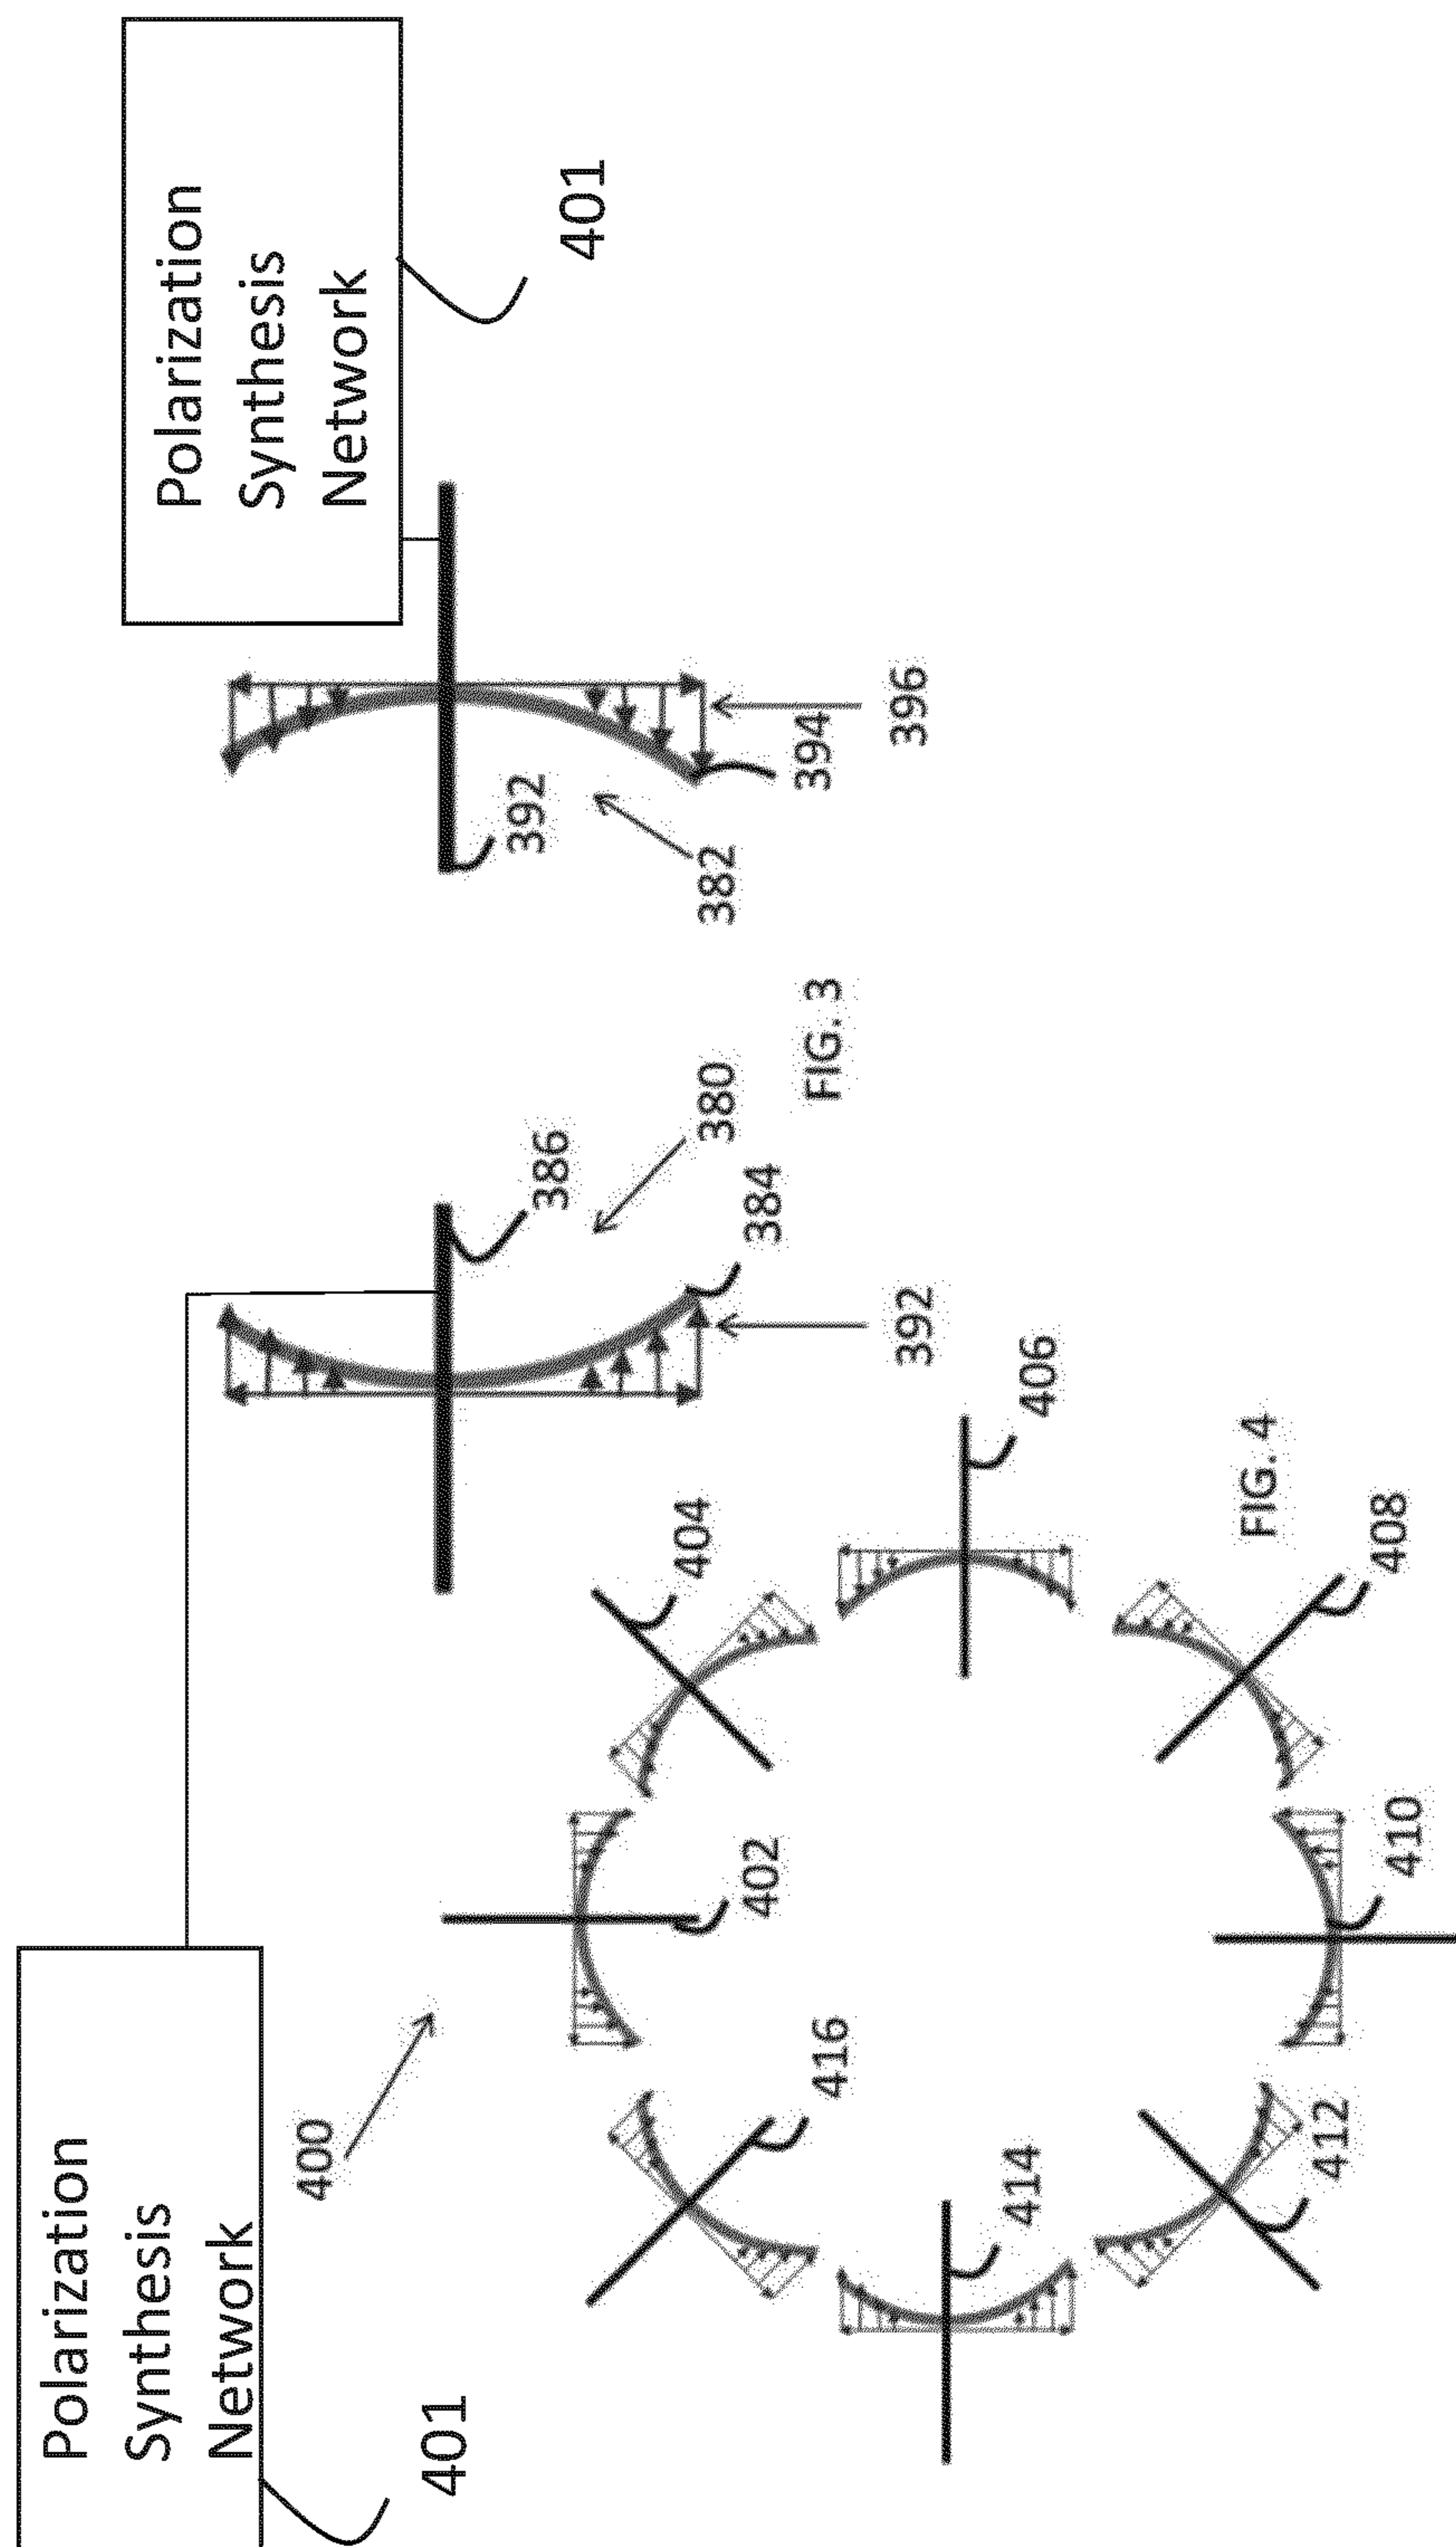 Polarization
Synthesis
Network
401
386
380
384
392
FIG. 3
Polarization
Synthesis
Network
401
392
382
394
396
400
402
404
406
408
410
412
414
416
FIG. 4